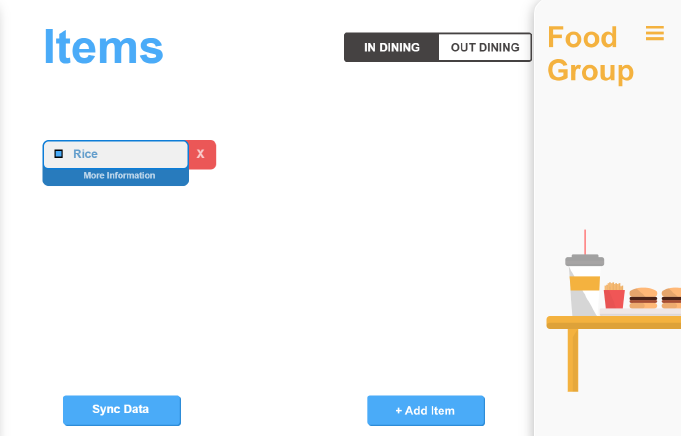 Items
IN DINING
OUT DINING
Food
Group
Rice
X
More Information
Sync Data
+ Add Item